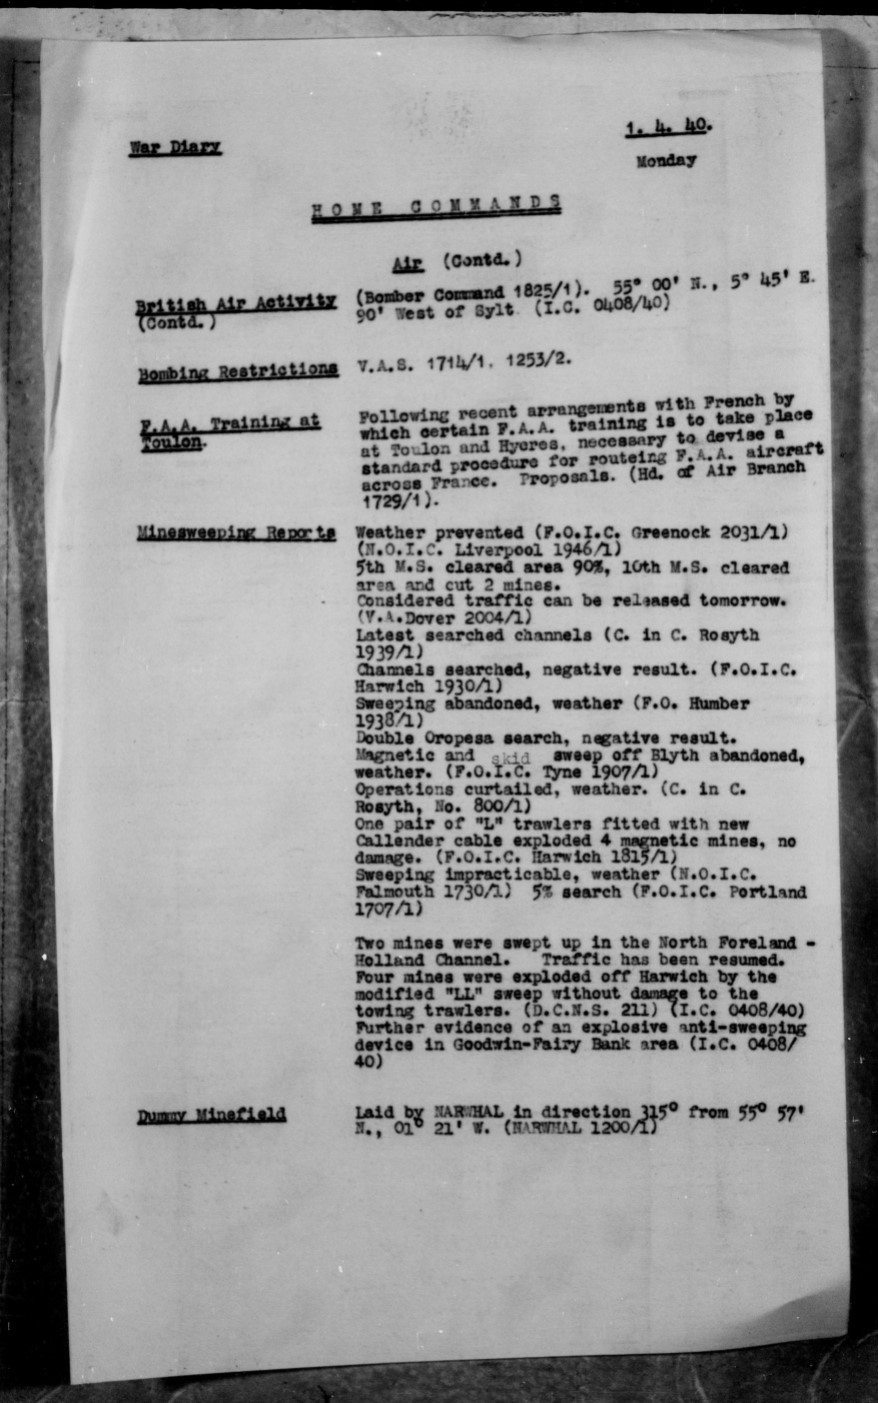 War Diary
1. 4. 40.
Monday
HOME COMMANDS
Air (Contd.)
British Air Activity (Contd.)
(Bomber Command 1825/1). 55° 00' N., 5° 45' E.
90' West of Sylt (I.C. 0408/40)
Bombing Restrictions
V.A.S. 1714/1, 1253/2.
F.A.A. Training at Toulon.
Following recent arrangements with French by
which certain F.A.A. training is to take place
at Toulon and Hyeres, necessary to devise a
standard procedure for routeing F.A.A. aircraft
across France. Proposals. (Hd. of Air Branch
1729/1).
Minesweeping Reports
Weather prevented (F.O.I.C. Greenock 2031/1)
(N.O.I.C. Liverpool 1946/1)
5th M.S. cleared area 90%, 10th M.S. cleared
area and cut 2 mines.
Considered traffic can be released tomorrow.
(V.A.Dover 2004/1)
Latest searched channels (C. in C. Rosyth
1939/1)
Channels searched, negative result. (F.O.I.C.
Harwich 1930/1)
Sweeping abandoned, weather (F.O. Humber
1938/1)
Double Oropesa search, negative result.
Magnetic and skid sweep off Blyth abandoned,
weather. (F.O.I.C. Tyne 1907/1)
Operations curtailed, weather. (C. in C.
Rosyth, No. 800/1)
One pair of "L" trawlers fitted with new
Callender cable exploded 4 magnetic mines, no
damage. (F.O.I.C. Harwich 1815/1)
Sweeping impracticable, weather (N.O.I.C.
Falmouth 1730/1) 5% search (F.O.I.C. Portland
1707/1)
Two mines were swept up in the North Foreland -
Holland Channel. Traffic has been resumed.
Four mines were exploded off Harwich by the
modified "LL" sweep without damage to the
towing trawlers. (D.C.N.S. 211) (I.C. 0408/40)
Further evidence of an explosive anti-sweeping
device in Goodwin-Fairy Bank area (I.C. 0408/
40)
Dummy Minefield
Laid by NARWHAL in direction 315° from 55° 57'
N., 01° 21' W. (NARWHAL 1200/1)